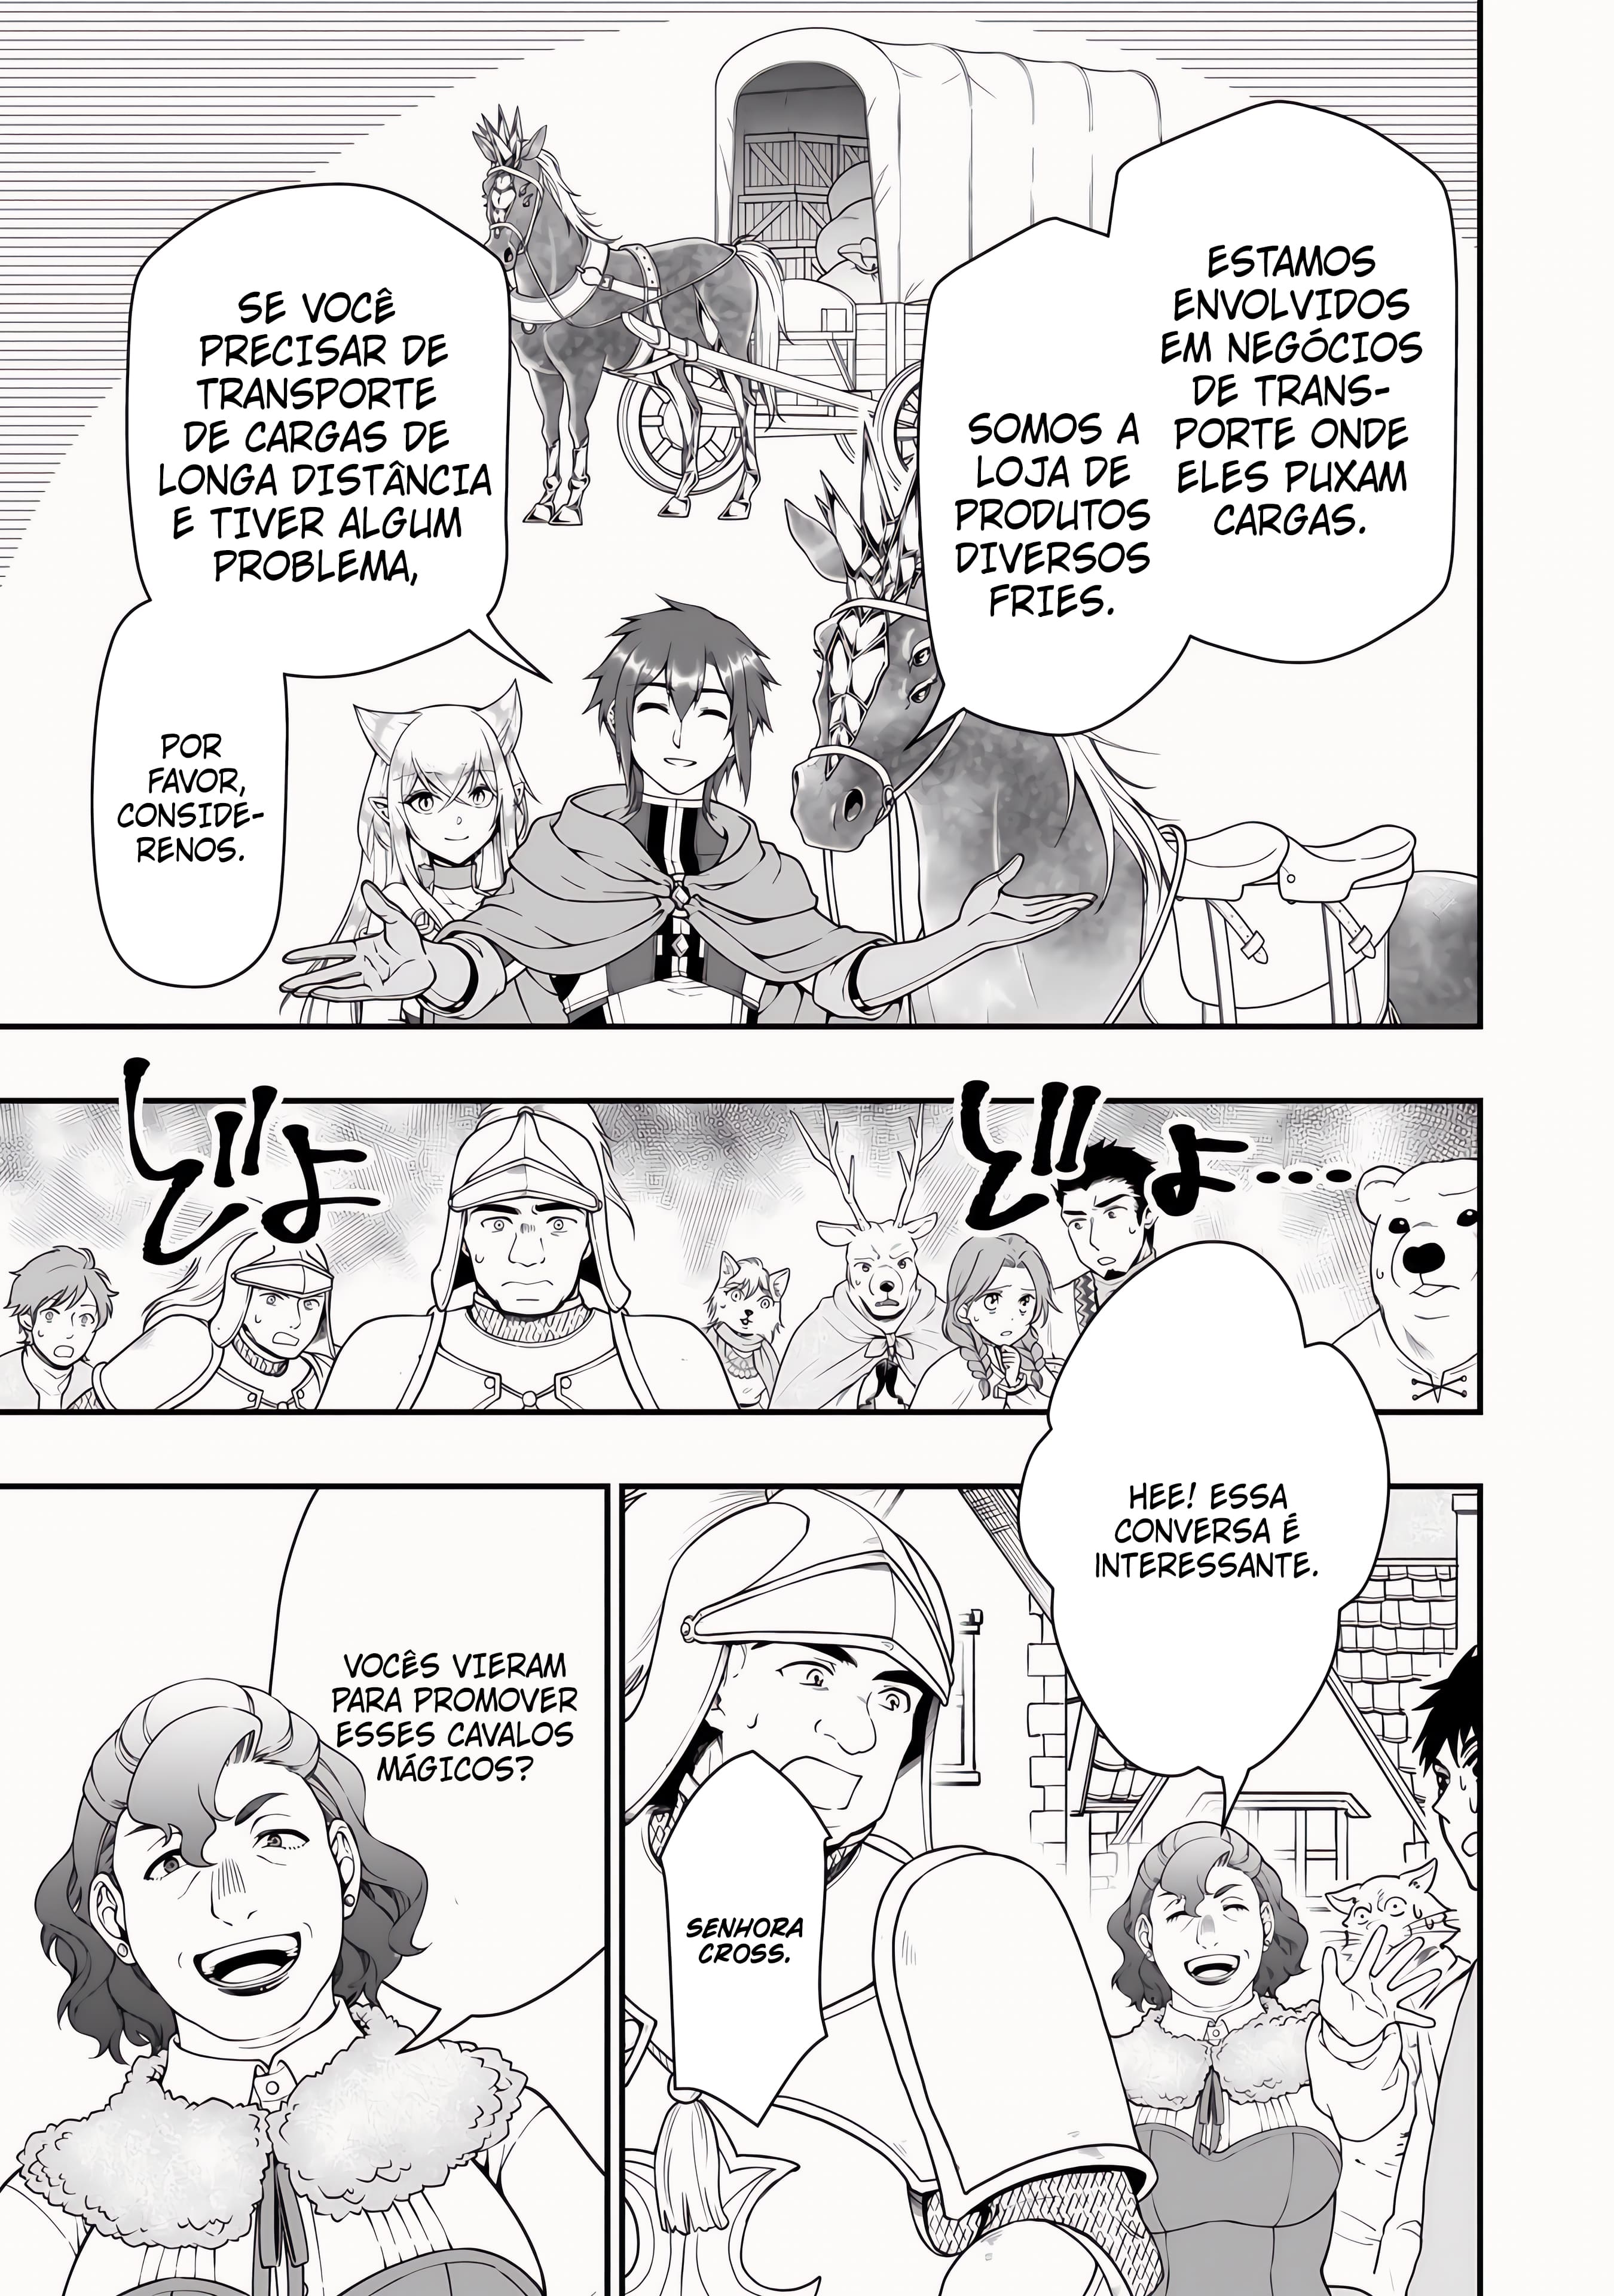 ESTAMOS
ENVOLVIDOS
EM NEGÓCIOS
DE TRANS-
PORTE ONDE
ELES PUXAM
CARGAS.
SOMOS A
LOJA DE
PRODUTOS
DIVERSOS
FRIES.
SE VOCÊ
PRECISAR DE
TRANSPORTE
DE CARGAS DE
LONGA DISTÂNCIA
E TIVER ALGUM
PROBLEMA,
POR
FAVOR,
CONSIDE-
RENOS.
どよ…
どよ
HEE! ESSA
CONVERSA É
INTERESSANTE.
SENHORA
CROSS.
VOCÊS VIERAM
PARA PROMOVER
ESSES CAVALOS
MÁGICOS?